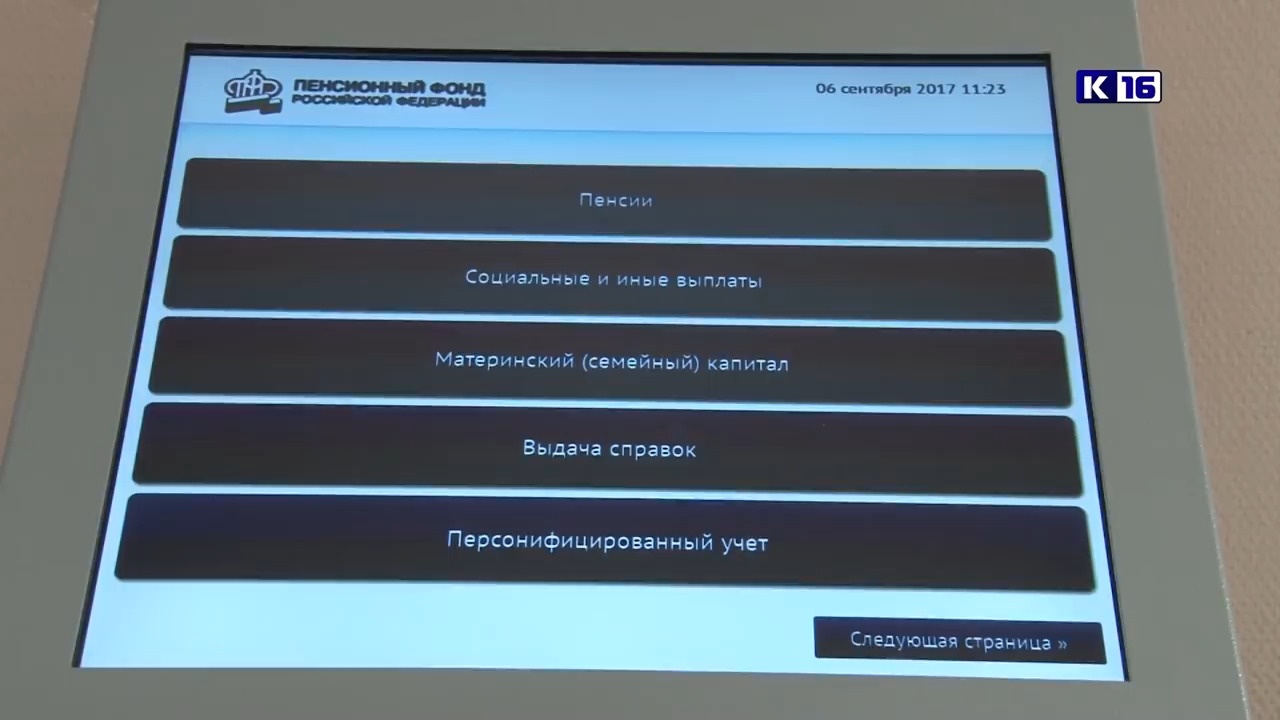 ПЕНСИОННЫЙ ФОНД
РОССИЙСКОЙ ФЕДЕРАЦИИ
06 сентября 2017 11:23
К 16
Пенсии
Социальные и иные выплаты
Материнский (семейный) капитал
Выдача справок
Персонифицированный учет
Следующая страница »